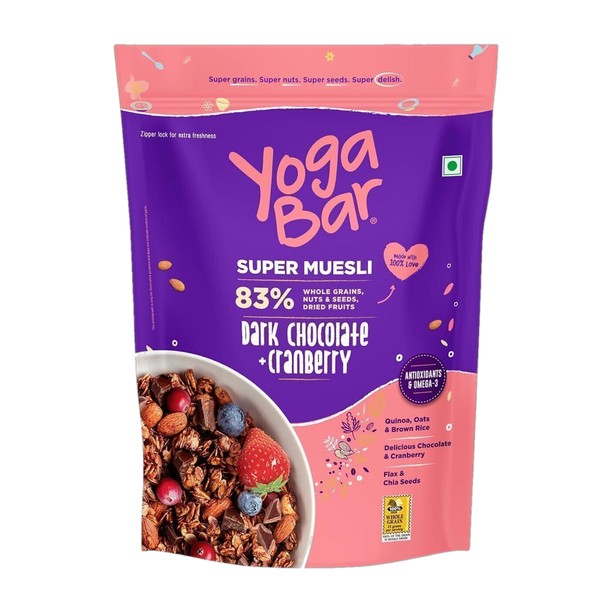 Super grains. Super nuts. Super seeds. Super delish.
Zipper lock for extra freshness
Yoga
Bar®
SUPER MUESLI
made with
100% Love
83% WHOLE GRAINS,
NUTS & SEEDS,
DRIED FRUITS
DARK CHOCOLATE
+CRANBERRY
ANTIOXIDANTS
& OMEGA-3
Quinoa, Oats
& Brown Rice
Delicious Chocolate
& Cranberry
Flax &
Chia Seeds
WHOLE
GRAIN